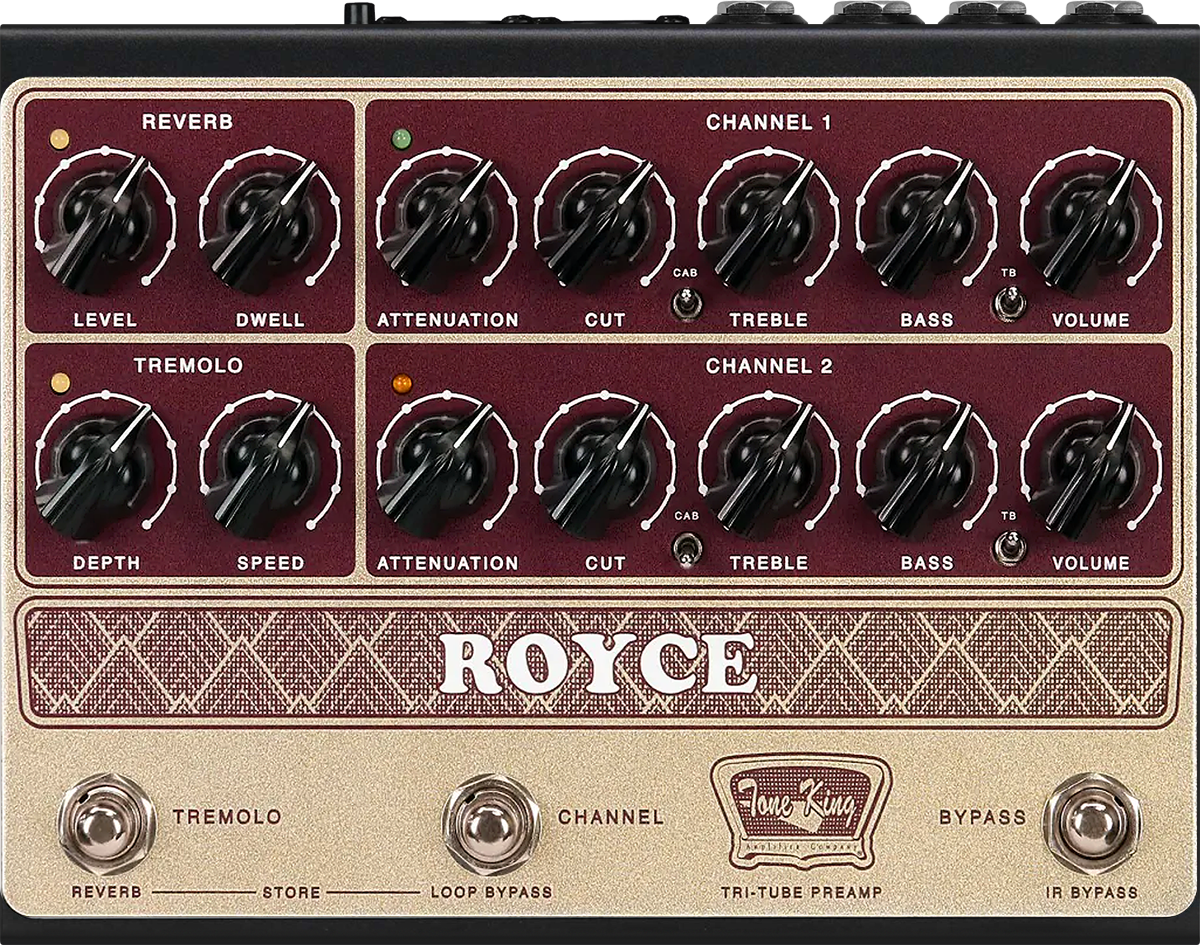 REVERB
CHANNEL 1
CAB
TB
LEVEL DWELL ATTENUATION CUT TREBLE BASS VOLUME
TREMOLO
CHANNEL 2
CAB
TB
DEPTH SPEED ATTENUATION CUT TREBLE BASS VOLUME
ROYCE
TREMOLO
CHANNEL
Tone King
Amplifier Company
BYPASS
REVERB STORE LOOP BYPASS TRI-TUBE PREAMP IR BYPASS